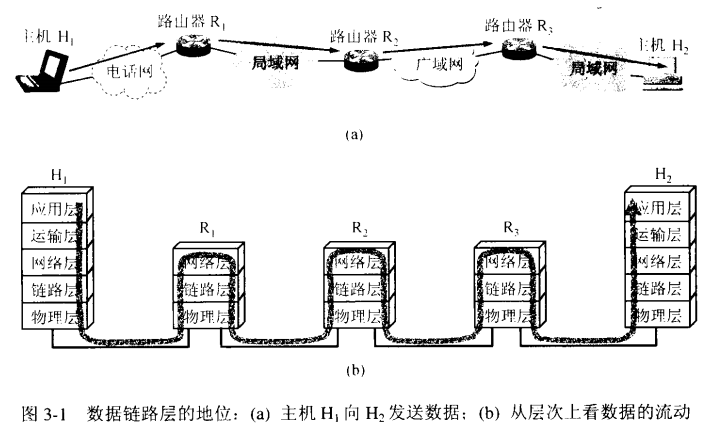 主机 H₁
路由器 R₁
路由器 R₂
路由器 R₃
主机 H₂
电话网
局域网
广域网
局域网
(a)
H₁
应用层
运输层
网络层
链路层
物理层
R₁
网络层
链路层
物理层
R₂
网络层
链路层
物理层
R₃
网络层
链路层
物理层
H₂
应用层
运输层
网络层
链路层
物理层
(b)
图 3-1 数据链路层的地位：(a) 主机 H₁ 向 H₂ 发送数据；(b) 从层次上看数据的流动